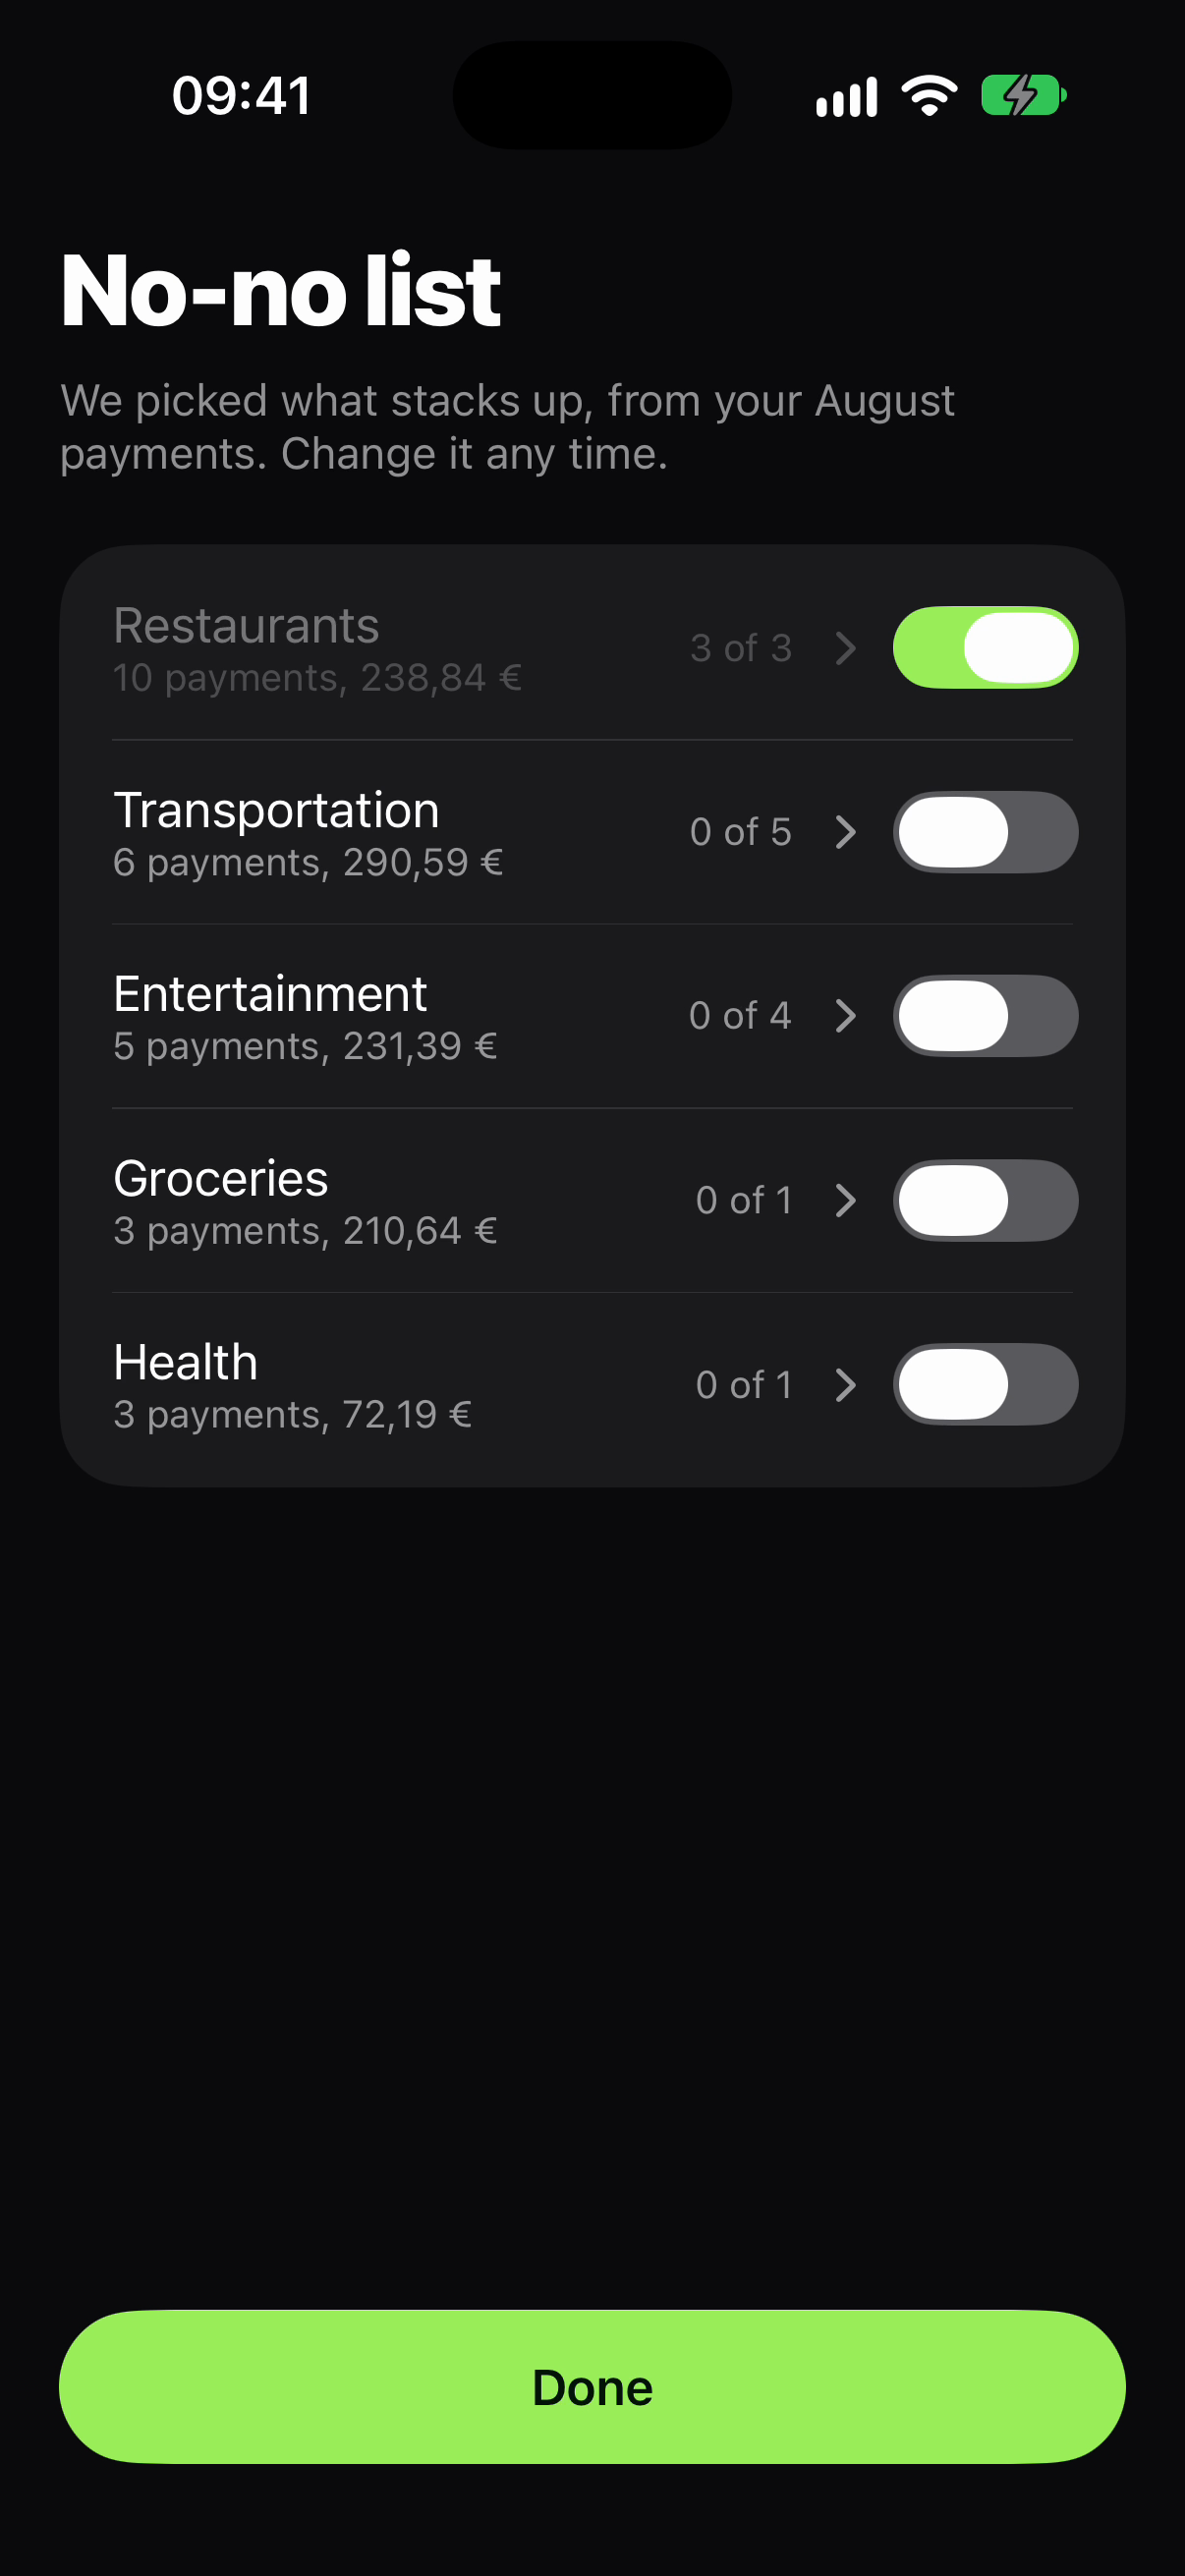 09:41
No-no list
We picked what stacks up, from your August
payments. Change it any time.
Restaurants
10 payments, 238,84 €
3 of 3
Transportation
6 payments, 290,59 €
0 of 5
Entertainment
5 payments, 231,39 €
0 of 4
Groceries
3 payments, 210,64 €
0 of 1
Health
3 payments, 72,19 €
0 of 1
Done